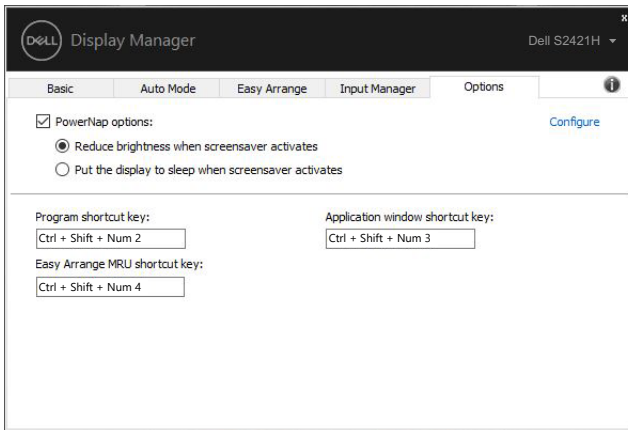 x
DELL Display Manager
Dell S2421H
Basic Auto Mode Easy Arrange Input Manager Options
PowerNap options:
Configure
Reduce brightness when screensaver activates
Put the display to sleep when screensaver activates
Program shortcut key:
Application window shortcut key:
Ctrl + Shift + Num 2
Ctrl + Shift + Num 3
Easy Arrange MRU shortcut key:
Ctrl + Shift + Num 4